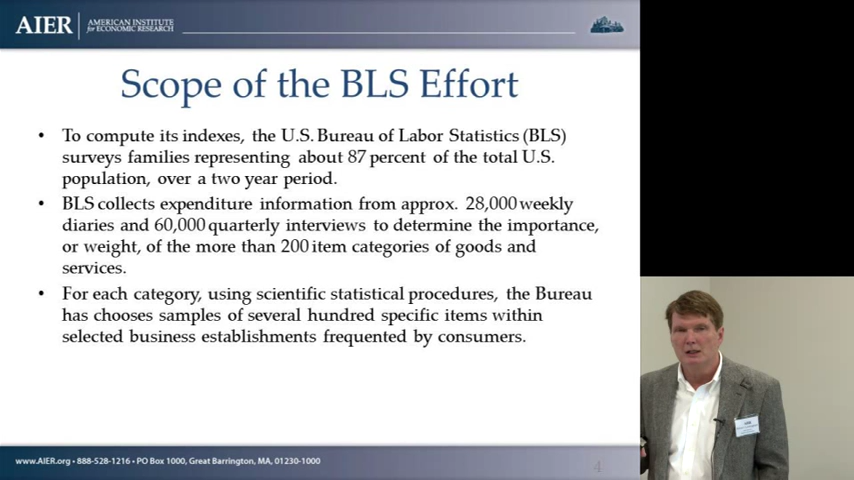 AIER
AMERICAN INSTITUTE
for ECONOMIC RESEARCH
Scope of the BLS Effort
• To compute its indexes, the U.S. Bureau of Labor Statistics (BLS)
surveys families representing about 87 percent of the total U.S.
population, over a two year period.
• BLS collects expenditure information from approx. 28,000 weekly
diaries and 60,000 quarterly interviews to determine the importance,
or weight, of the more than 200 item categories of goods and
services.
• For each category, using scientific statistical procedures, the Bureau
has chooses samples of several hundred specific items within
selected business establishments frequented by consumers.
www.AIER.org • 888-528-1216 • PO Box 1000, Great Barrington, MA, 01230-1000
4